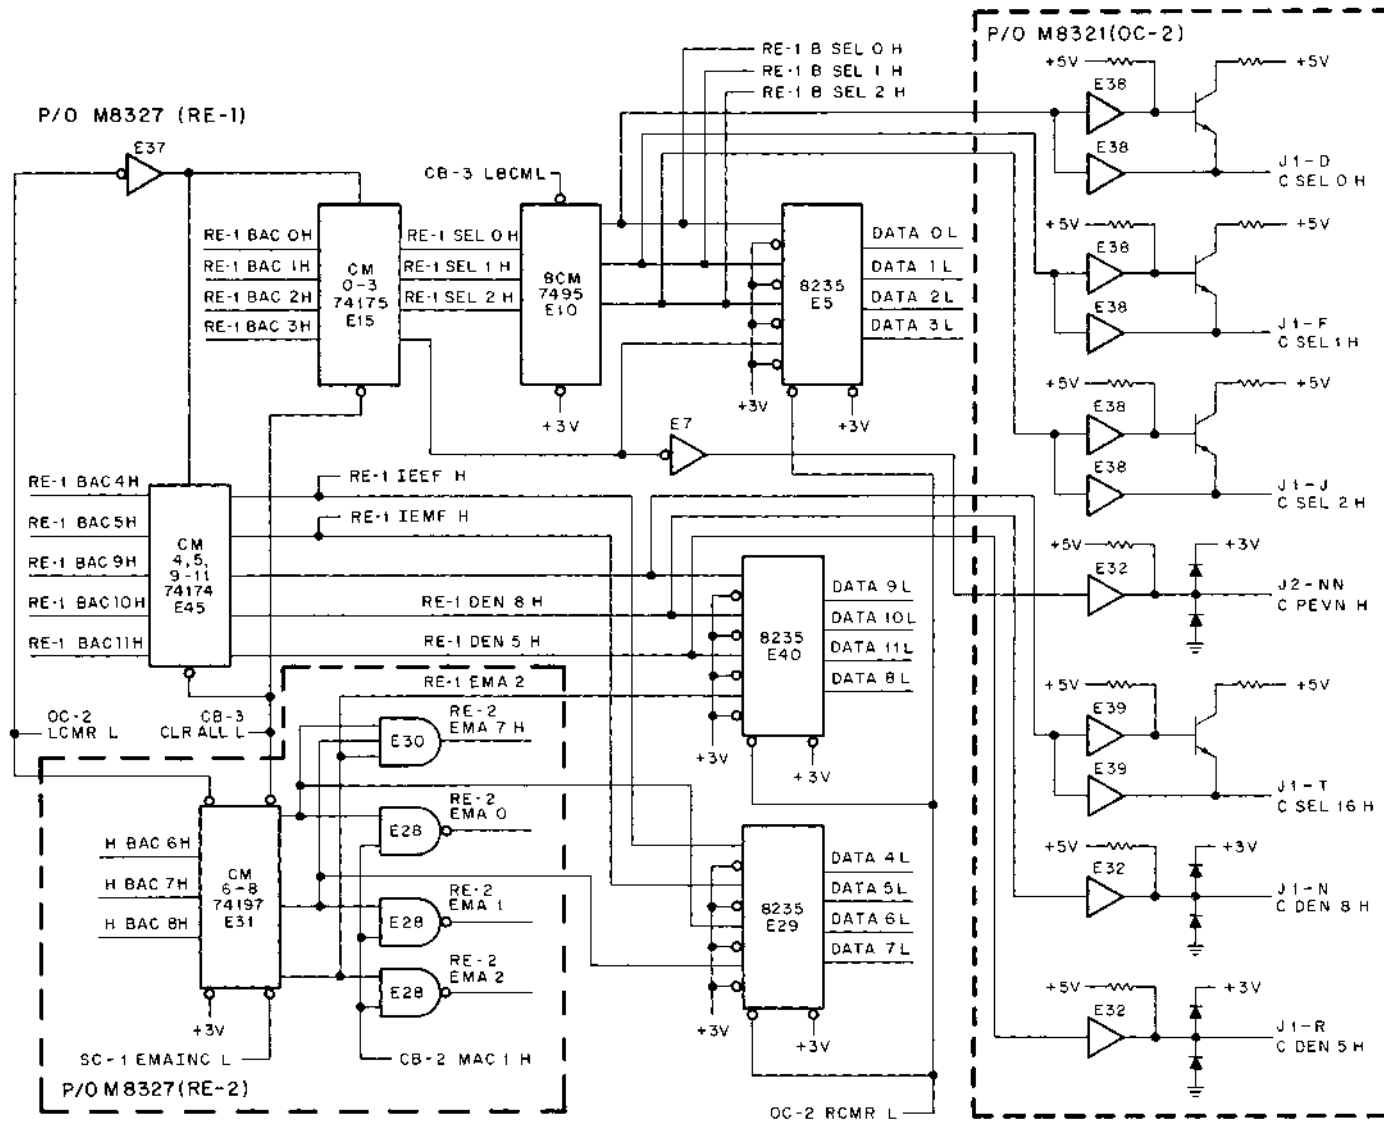 P/O M8321(OC-2)
RE-1 B SEL 0 H
RE-1 B SEL 1 H
RE-1 B SEL 2 H
+5V
E38
+5V
E38
J1-D
C SEL 0 H
P/O M8327 (RE-1)
E37
CB-3 LBCML
RE-1 BAC 0H
RE-1 BAC 1H
RE-1 BAC 2H
RE-1 BAC 3H
CM
0-3
74175
E15
RE-1 SEL 0H
RE-1 SEL 1 H
RE-1 SEL 2 H
8CM
7495
E10
+3V
8235
E5
+3V
+3V
DATA 0L
DATA 1L
DATA 2L
DATA 3L
+5V
E38
+5V
E38
J1-F
C SEL 1 H
+5V
E38
+5V
E38
J1-J
C SEL 2 H
E7
RE-1 BAC4H
RE-1 BAC5H
RE-1 BAC9H
RE-1 BAC10H
RE-1 BAC11H
CM
4,5,
9-11
74174
E45
RE-1 IEEF H
RE-1 IEMF H
RE-1 DEN 8 H
RE-1 DEN 5 H
RE-1 EMA 2
8235
E40
+3V
+3V
DATA 9L
DATA 10L
DATA 11L
DATA 8L
+5V
E32
+3V
J2-NN
C PEVN H
+5V
E39
+5V
E39
J1-T
C SEL 16 H
OC-2
LCMR L
CB-3
CLR ALL L
RE-2
EMA 7H
E30
RE-2
EMA 0
E28
RE-2
EMA 1
E28
RE-2
EMA 2
E28
H BAC 6H
H BAC 7H
H BAC 8H
CM
6-8
74197
E31
+3V
SC-1 EMAINC L
CB-2 MAC 1 H
P/O M8327(RE-2)
8235
E29
+3V
+3V
DATA 4L
DATA 5L
DATA 6L
DATA 7L
OC-2 RCMR L
+5V
E32
+3V
J1-N
C DEN 8 H
+5V
E32
+3V
J1-R
C DEN 5 H